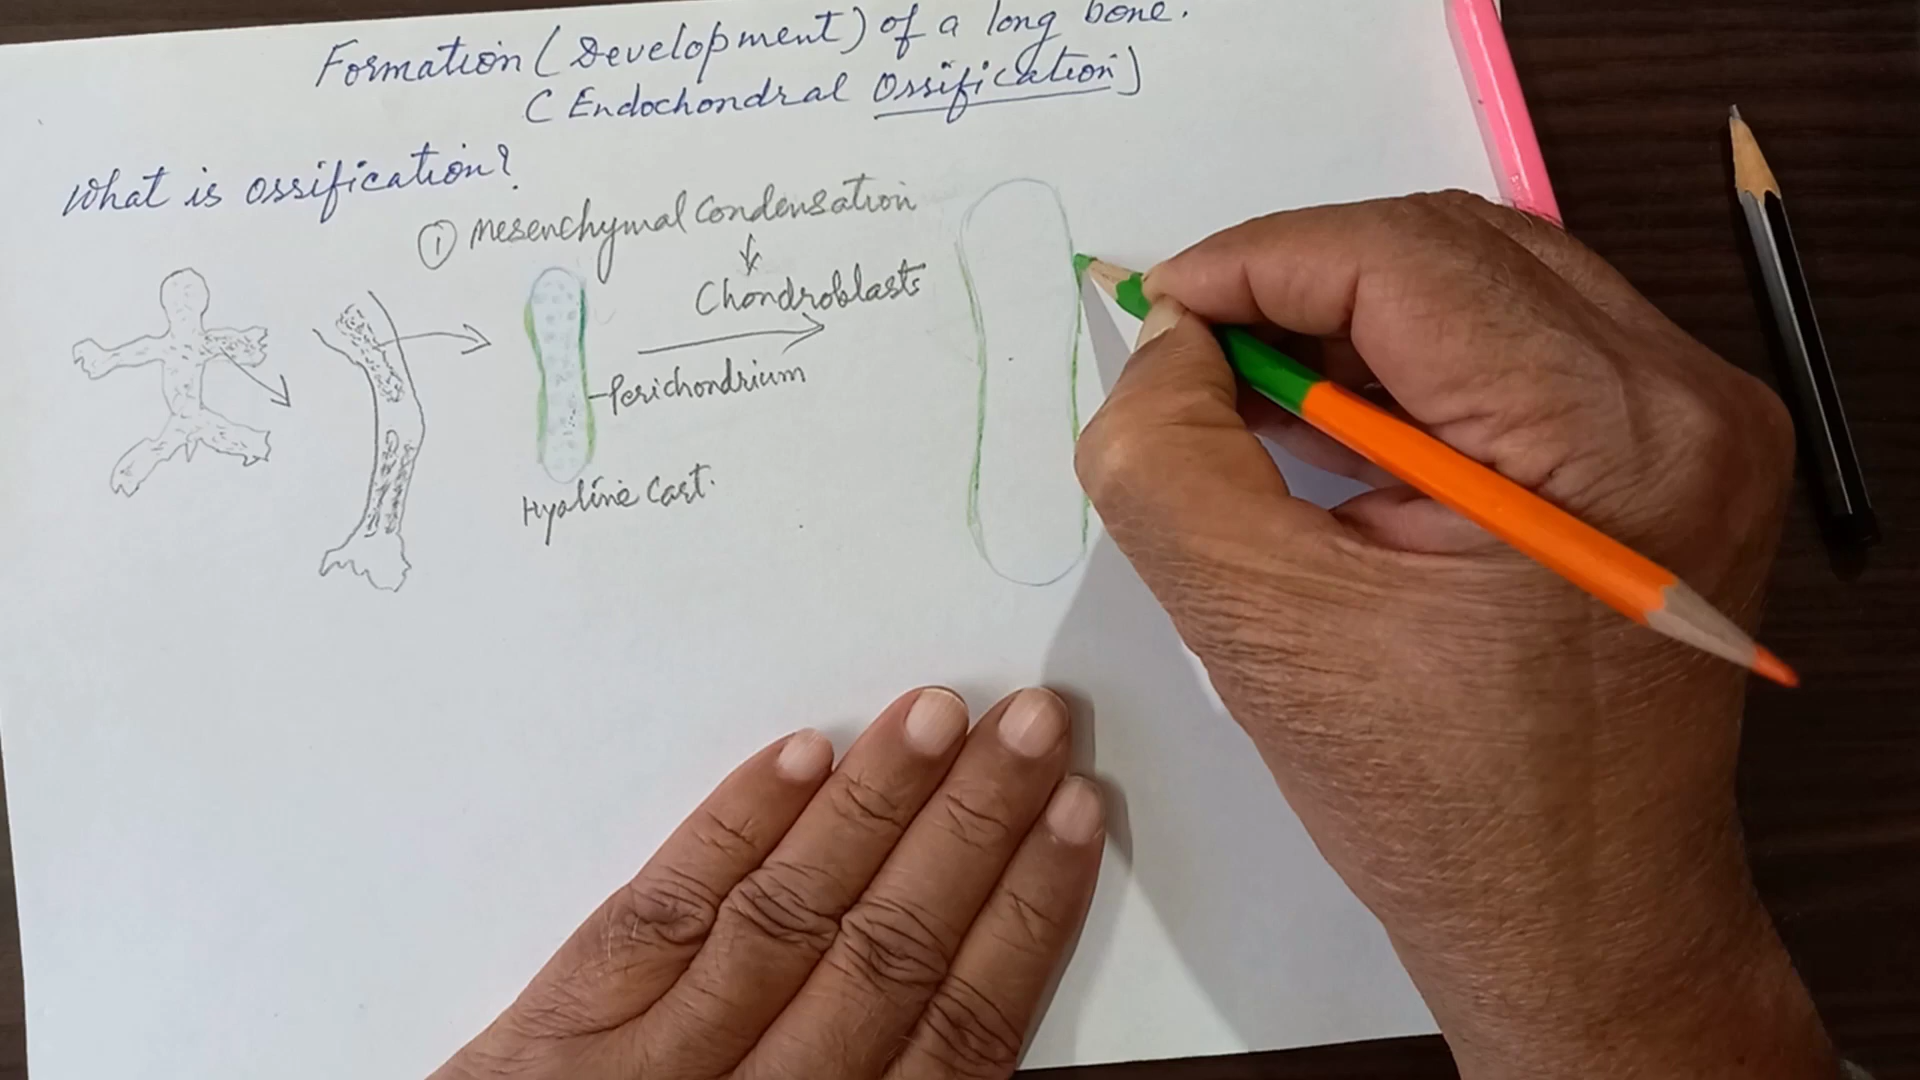 Formation (Development) of a long bone.
( Endochondral Ossification)
What is ossification?
① Mesenchymal Condensation
Chondroblasts
Perichondrium
Hyaline Cart.